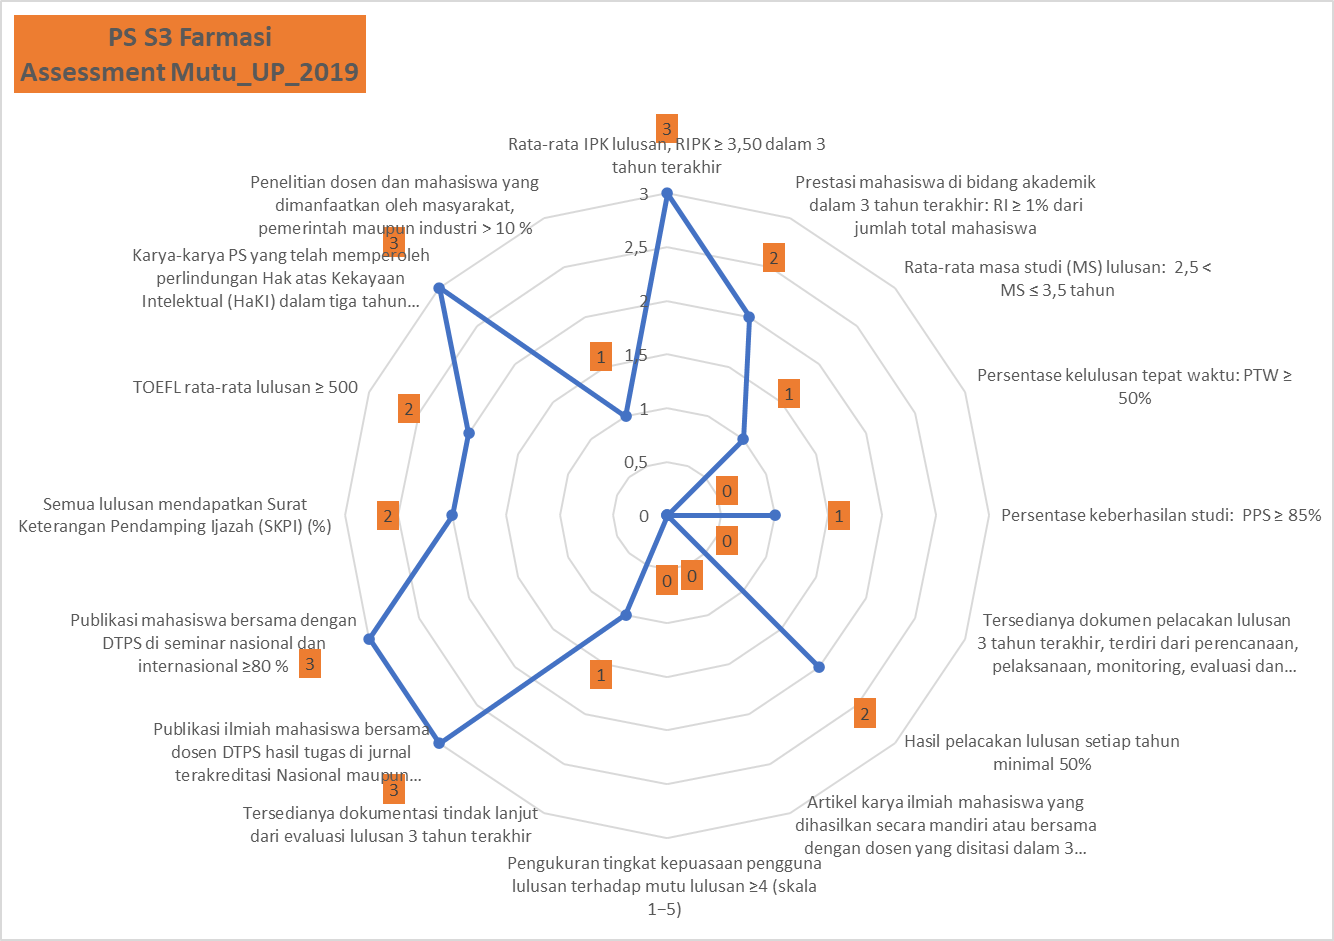 PS S3 Farmasi
Assessment Mutu_UP_2019
3
Rata-rata IPK lulusan, RIPK ≥ 3,50 dalam 3
tahun terakhir
Prestasi mahasiswa di bidang akademik
dalam 3 tahun terakhir: RI ≥ 1% dari
jumlah total mahasiswa
2
Rata-rata masa studi (MS) lulusan:  2,5 <
MS ≤ 3,5 tahun
1
Persentase kelulusan tepat waktu: PTW ≥
50%
0
Persentase keberhasilan studi:  PPS ≥ 85%
1
Tersedianya dokumen pelacakan lulusan
3 tahun terakhir, terdiri dari perencanaan,
pelaksanaan, monitoring, evaluasi dan...
0
Hasil pelacakan lulusan setiap tahun
minimal 50%
2
Artikel karya ilmiah mahasiswa yang
dihasilkan secara mandiri atau bersama
dengan dosen yang disitasi dalam 3...
0
Pengukuran tingkat kepuasaan pengguna
lulusan terhadap mutu lulusan ≥4 (skala
1–5)
0
Tersedianya dokumentasi tindak lanjut
dari evaluasi lulusan 3 tahun terakhir
1
Publikasi ilmiah mahasiswa bersama
dosen DTPS hasil tugas di jurnal
terakreditasi Nasional maupun...
3
Publikasi mahasiswa bersama dengan
DTPS di seminar nasional dan
internasional ≥80 %
3
Semua lulusan mendapatkan Surat
Keterangan Pendamping Ijazah (SKPI) (%)
2
TOEFL rata-rata lulusan ≥ 500
2
Karya-karya PS yang telah memperoleh
perlindungan Hak atas Kekayaan
Intelektual (HaKI) dalam tiga tahun...
3
Penelitian dosen dan mahasiswa yang
dimanfaatkan oleh masyarakat,
pemerintah maupun industri > 10 %
1
3
2,5
2
1,5
1
0,5
0